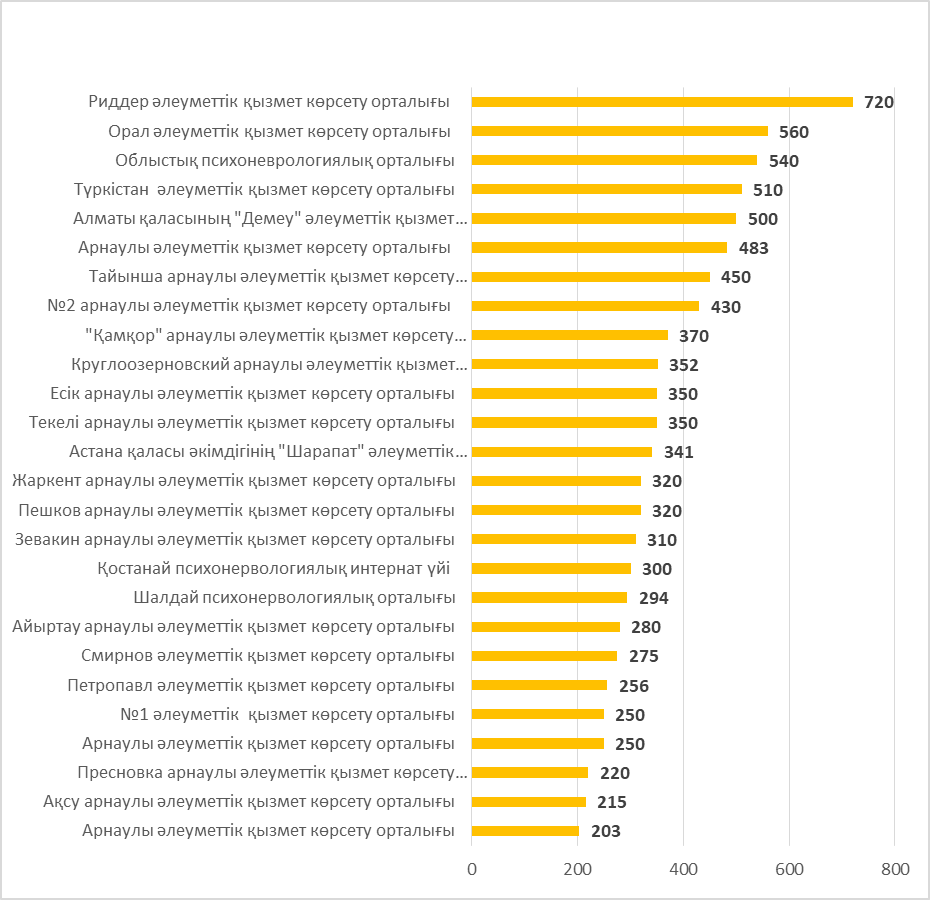 Риддер әлеуметтік қызмет көрсету орталығы 720
Орал әлеуметтік қызмет көрсету орталығы 560
Облыстық психоневрологиялық орталығы 540
Түркістан  әлеуметтік қызмет көрсету орталығы 510
Алматы қаласының "Демеу" әлеуметтік қызмет... 500
Арнаулы әлеуметтік қызмет көрсету орталығы 483
Тайынша арнаулы әлеуметтік қызмет көрсету... 450
№2 арнаулы әлеуметтік қызмет көрсету орталығы 430
"Қамқор" арнаулы әлеуметтік қызмет көрсету... 370
Круглоозерновский арнаулы әлеуметтік қызмет... 352
Есік арнаулы әлеуметтік қызмет көрсету орталығы 350
Текелі арнаулы әлеуметтік қызмет көрсету орталығы 350
Астана қаласы әкімдігінің "Шарапат" әлеуметтік... 341
Жаркент арнаулы әлеуметтік қызмет көрсету орталығы 320
Пешков арнаулы әлеуметтік қызмет көрсету орталығы 320
Зевакин арнаулы әлеуметтік қызмет көрсету орталығы 310
Қостанай психонервологиялық интернат үйі 300
Шалдай психонервологиялық орталығы 294
Айыртау арнаулы әлеуметтік қызмет көрсету орталығы 280
Смирнов әлеуметтік қызмет көрсету орталығы 275
Петропавл әлеуметтік қызмет көрсету орталығы 256
№1 әлеуметтік  қызмет көрсету орталығы 250
Арнаулы әлеуметтік қызмет көрсету орталығы 250
Пресновка арнаулы әлеуметтік қызмет көрсету... 220
Ақсу арнаулы әлеуметтік қызмет көрсету орталығы 215
Арнаулы әлеуметтік қызмет көрсету орталығы 203
0 200 400 600 800